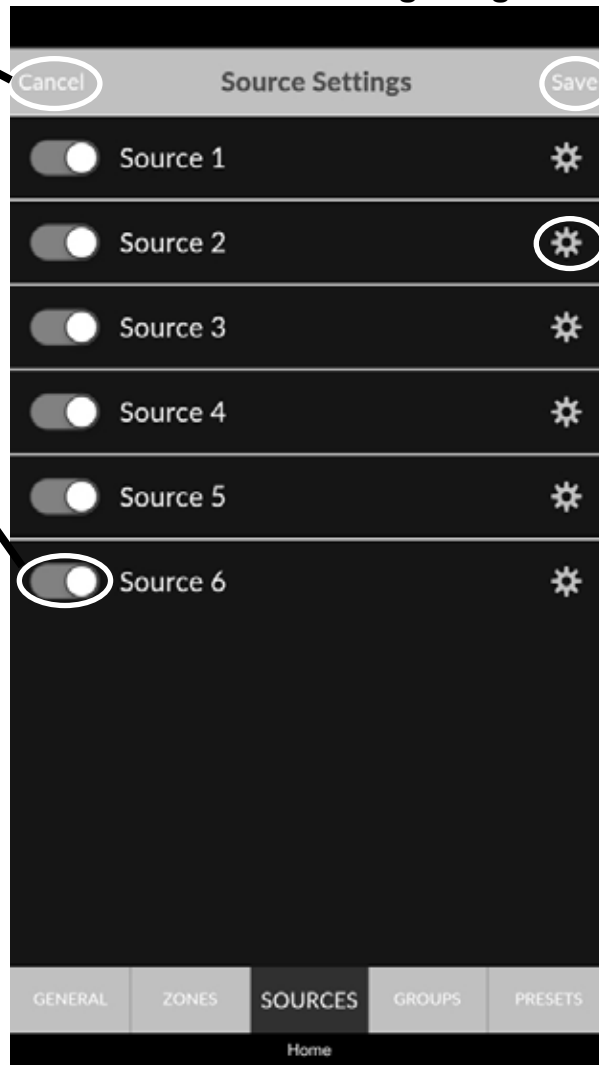 Cancel Source Settings Save
Source 1
Source 2
Source 3
Source 4
Source 5
Source 6
GENERAL ZONES SOURCES GROUPS PRESETS
Home